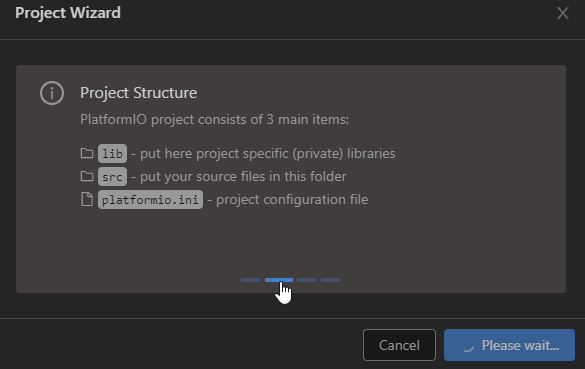 Project Wizard
Project Structure
PlatformIO project consists of 3 main items:
lib - put here project specific (private) libraries
src - put your source files in this folder
platformio.ini - project configuration file
Cancel
Please wait...